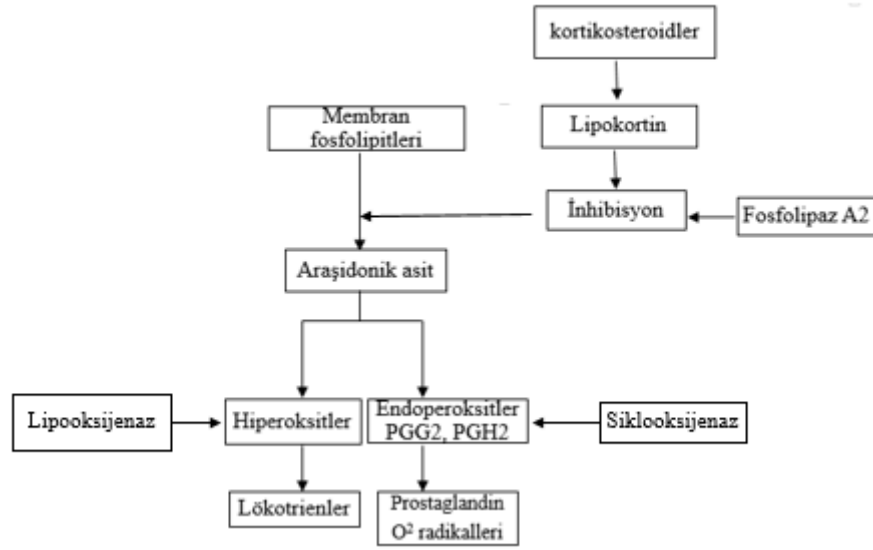 kortikosteroidler
Membran
fosfolipitleri
Lipokortin
İnhibisyon
Fosfolipaz A2
Araşidonik asit
Lipooksijenaz
Hiperoksitler
Endoperoksitler
PGG2, PGH2
Siklooksijenaz
Lökotrienler
Prostaglandin
O² radikalleri